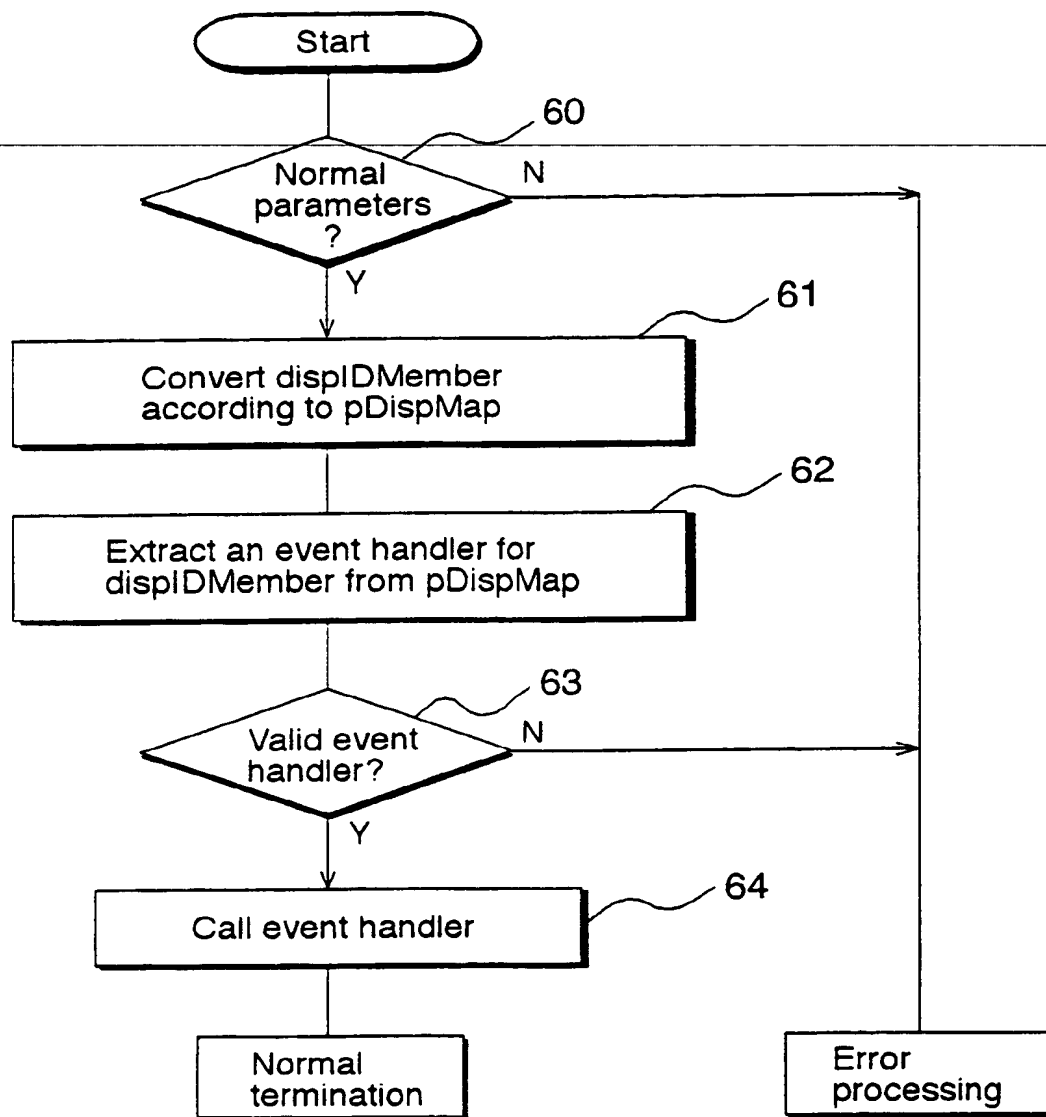 Start
60
Normal
parameters
?
N
Y
61
Convert dispIDMember
according to pDispMap
62
Extract an event handler for
dispIDMember from pDispMap
63
Valid event
handler?
N
Y
64
Call event handler
Normal
termination
Error
processing